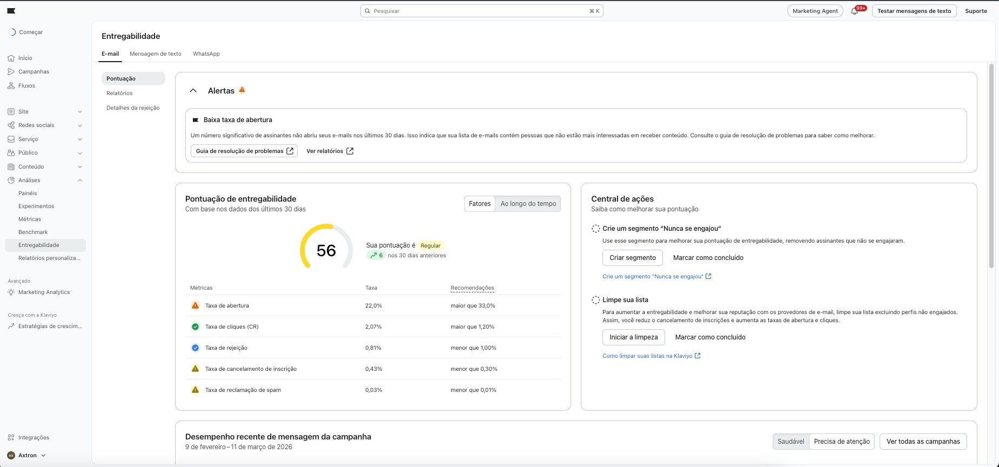 Pesquisar
⌘ K
Marketing Agent
99+
Testar mensagens de texto
Suporte
Começar
Início
Campanhas
Fluxos
Site
Redes sociais
Serviço
Público
Conteúdo
Análises
Painéis
Experimentos
Métricas
Benchmark
Entregabilidade
Relatórios personaliza...
Avançado
Marketing Analytics
Cresça com a Klaviyo
Estratégias de crescim...
Integrações
AX
Axtron
Entregabilidade
E-mail
Mensagem de texto
WhatsApp
Pontuação
Relatórios
Detalhes da rejeição
Alertas
Baixa taxa de abertura
Um número significativo de assinantes não abriu seus e-mails nos últimos 30 dias. Isso indica que sua lista de e-mails contém pessoas que não estão mais interessadas em receber conteúdo. Consulte o guia de resolução de problemas para saber como melhorar.
Guia de resolução de problemas
Ver relatórios
Pontuação de entregabilidade
Com base nos dados dos últimos 30 dias
Fatores
Ao longo do tempo
56
Sua pontuação é Regular
6 nos 30 dias anteriores
Métricas Taxa Recomendações
Taxa de abertura 22,0% maior que 33,0%
Taxa de cliques (CR) 2,07% maior que 1,20%
Taxa de rejeição 0,81% menor que 1,00%
Taxa de cancelamento de inscrição 0,43% menor que 0,30%
Taxa de reclamação de spam 0,03% menor que 0,01%
Central de ações
Saiba como melhorar sua pontuação
Crie um segmento “Nunca se engajou“
Use esse segmento para melhorar sua pontuação de entregabilidade, removendo assinantes que não se engajaram.
Criar segmento
Marcar como concluído
Crie um segmento “Nunca se engajou“
Limpe sua lista
Para aumentar a entregabilidade e melhorar sua reputação com os provedores de e-mail, limpe sua lista excluindo perfis não engajados.
Assim, você reduz o cancelamento de inscrições e aumenta as taxas de abertura e cliques.
Iniciar a limpeza
Marcar como concluído
Como limpar suas listas na Klaviyo
Desempenho recente de mensagem da campanha
9 de fevereiro – 11 de março de 2026
Saudável
Precisa de atenção
Ver todas as campanhas